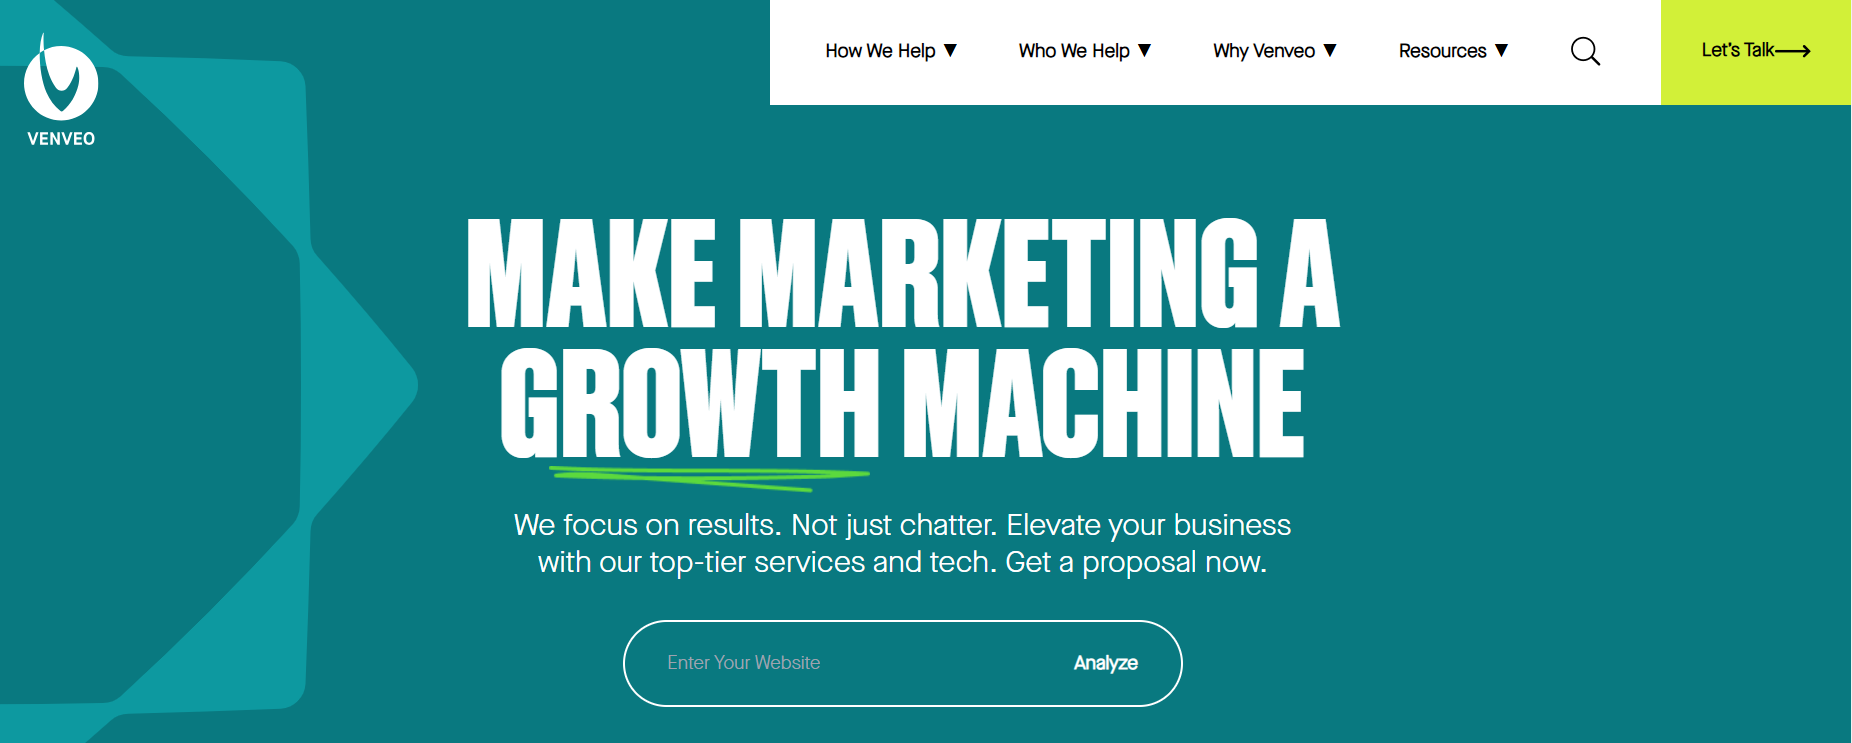 VENVEO
How We Help ▼ Who We Help ▼ Why Venveo ▼ Resources ▼ Let's Talk
MAKE MARKETING A
GROWTH MACHINE
We focus on results. Not just chatter. Elevate your business
with our top-tier services and tech. Get a proposal now.
Enter Your Website Analyze